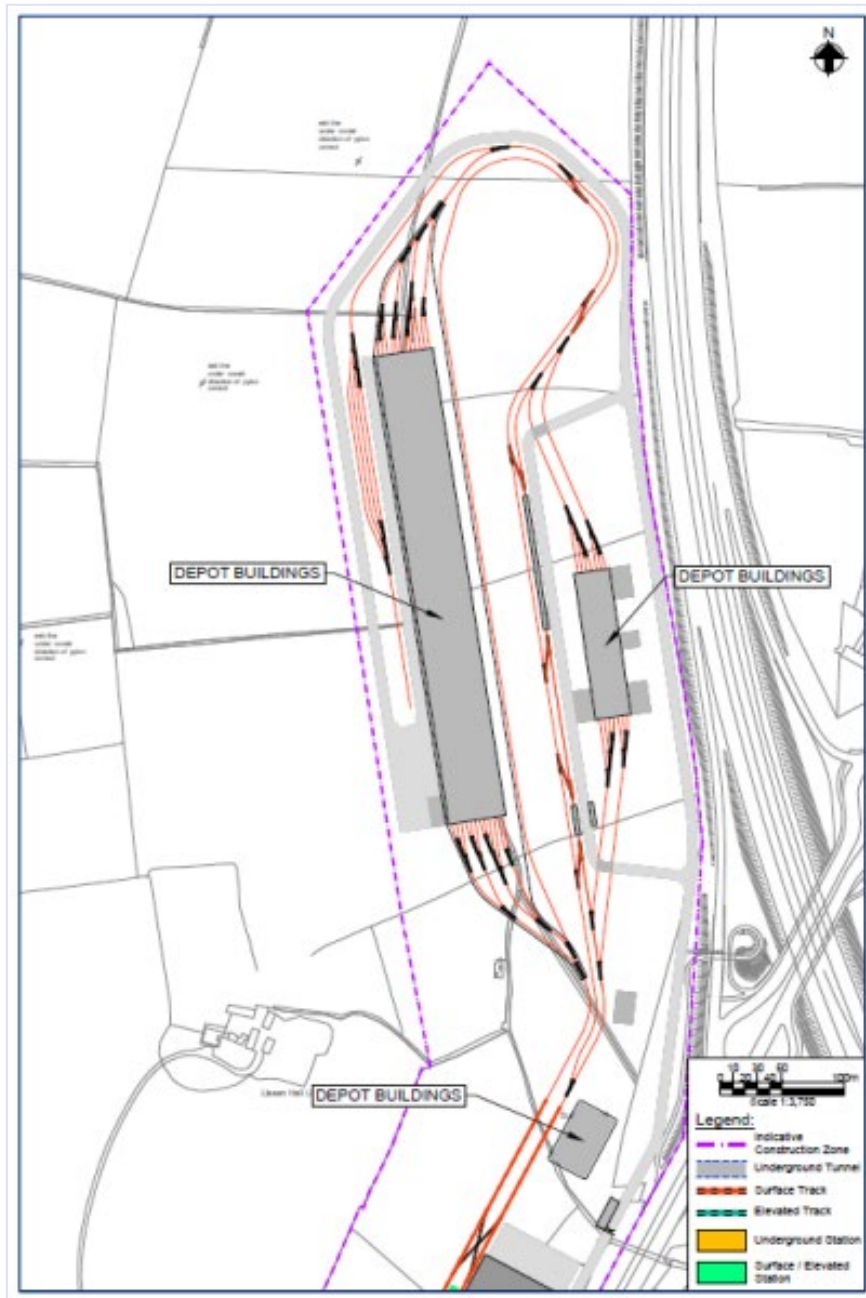 N
DEPOT BUILDINGS
DEPOT BUILDINGS
DEPOT BUILDINGS
100m
Scale 1:3,750
Legend:
Indicative
Construction Zone
Underground Tunnel
Surface Track
Elevated Track
Underground Station
Surface / Elevated
Station